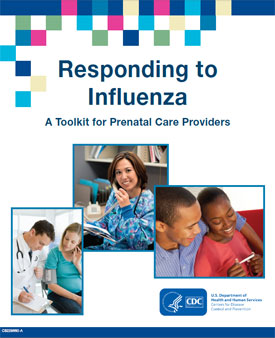 Responding to
Influenza
A Toolkit for Prenatal Care Providers
CDC
U.S. Department of
Health and Human Services
Centers for Disease
Control and Prevention